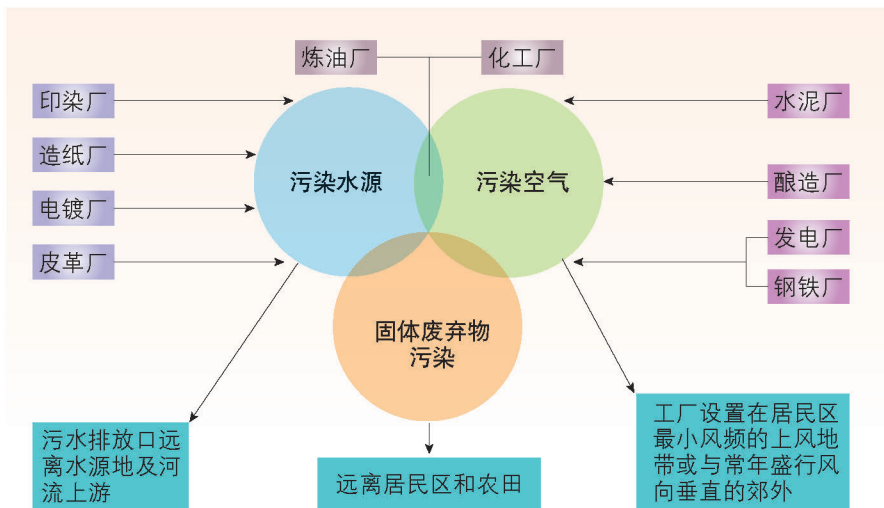 炼油厂
化工厂
印染厂
造纸厂
电镀厂
皮革厂
污染水源
污染空气
水泥厂
酿造厂
发电厂
钢铁厂
固体废弃物
污染
污水排放口远
离水源地及河
流上游
远离居民区和农田
工厂设置在居民区
最小风频的上风地
带或与常年盛行风
向垂直的郊外